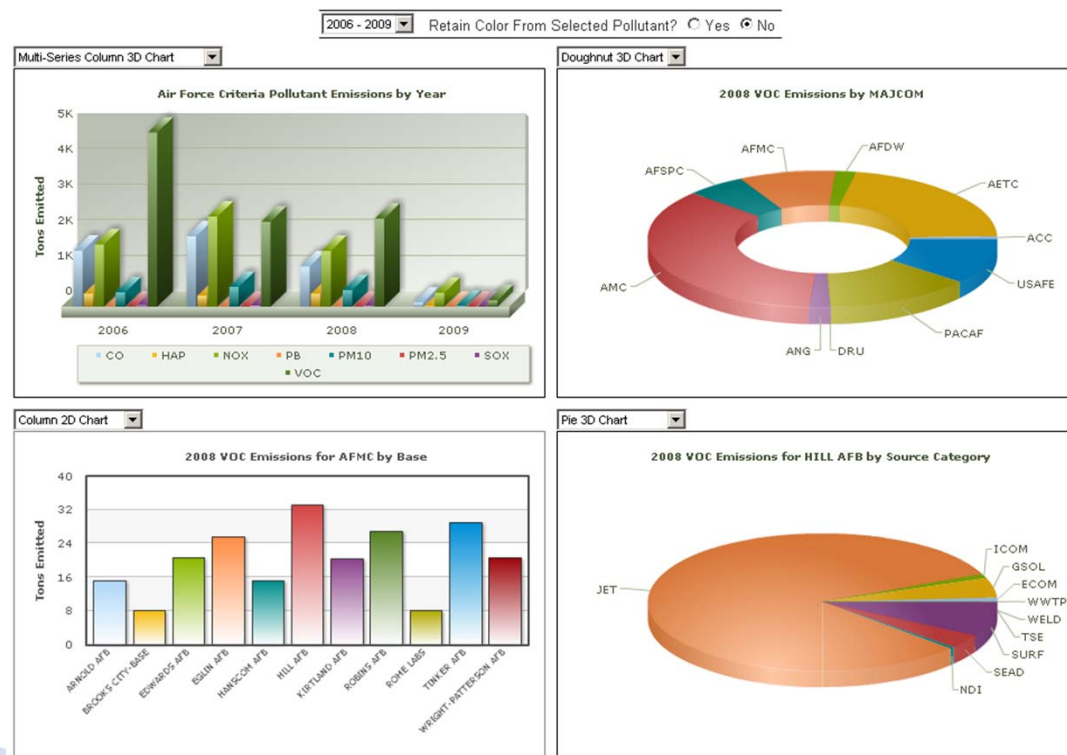 2006 - 2009 Retain Color From Selected Pollutant? Yes No
Multi-Series Column 3D Chart
Air Force Criteria Pollutant Emissions by Year
Tons Emitted
5K
4K
3K
2K
1K
0
2006 2007 2008 2009
CO HAP NOX PB PM10 PM2.5 SOX
VOC
Doughnut 3D Chart
2008 VOC Emissions by MAJCOM
AFDW
AFMC
AFSPC
AETC
ACC
USAFE
AMC
PACAF
ANG DRU
Column 2D Chart
2008 VOC Emissions for AFMC by Base
Tons Emitted
40
32
24
16
8
0
ARNOLD AFB
BROOKS CITY-BASE
EDWARDS AFB
EGLIN AFB
HANSCOM AFB
HILL AFB
KIRTLAND AFB
ROBINS AFB
ROME LABS
TINKER AFB
WRIGHT-PATTERSON AFB
Pie 3D Chart
2008 VOC Emissions for HILL AFB by Source Category
ICOM
GSOL
ECOM
JET
WWTP
WELD
TSE
SURF
SEAD
NDI